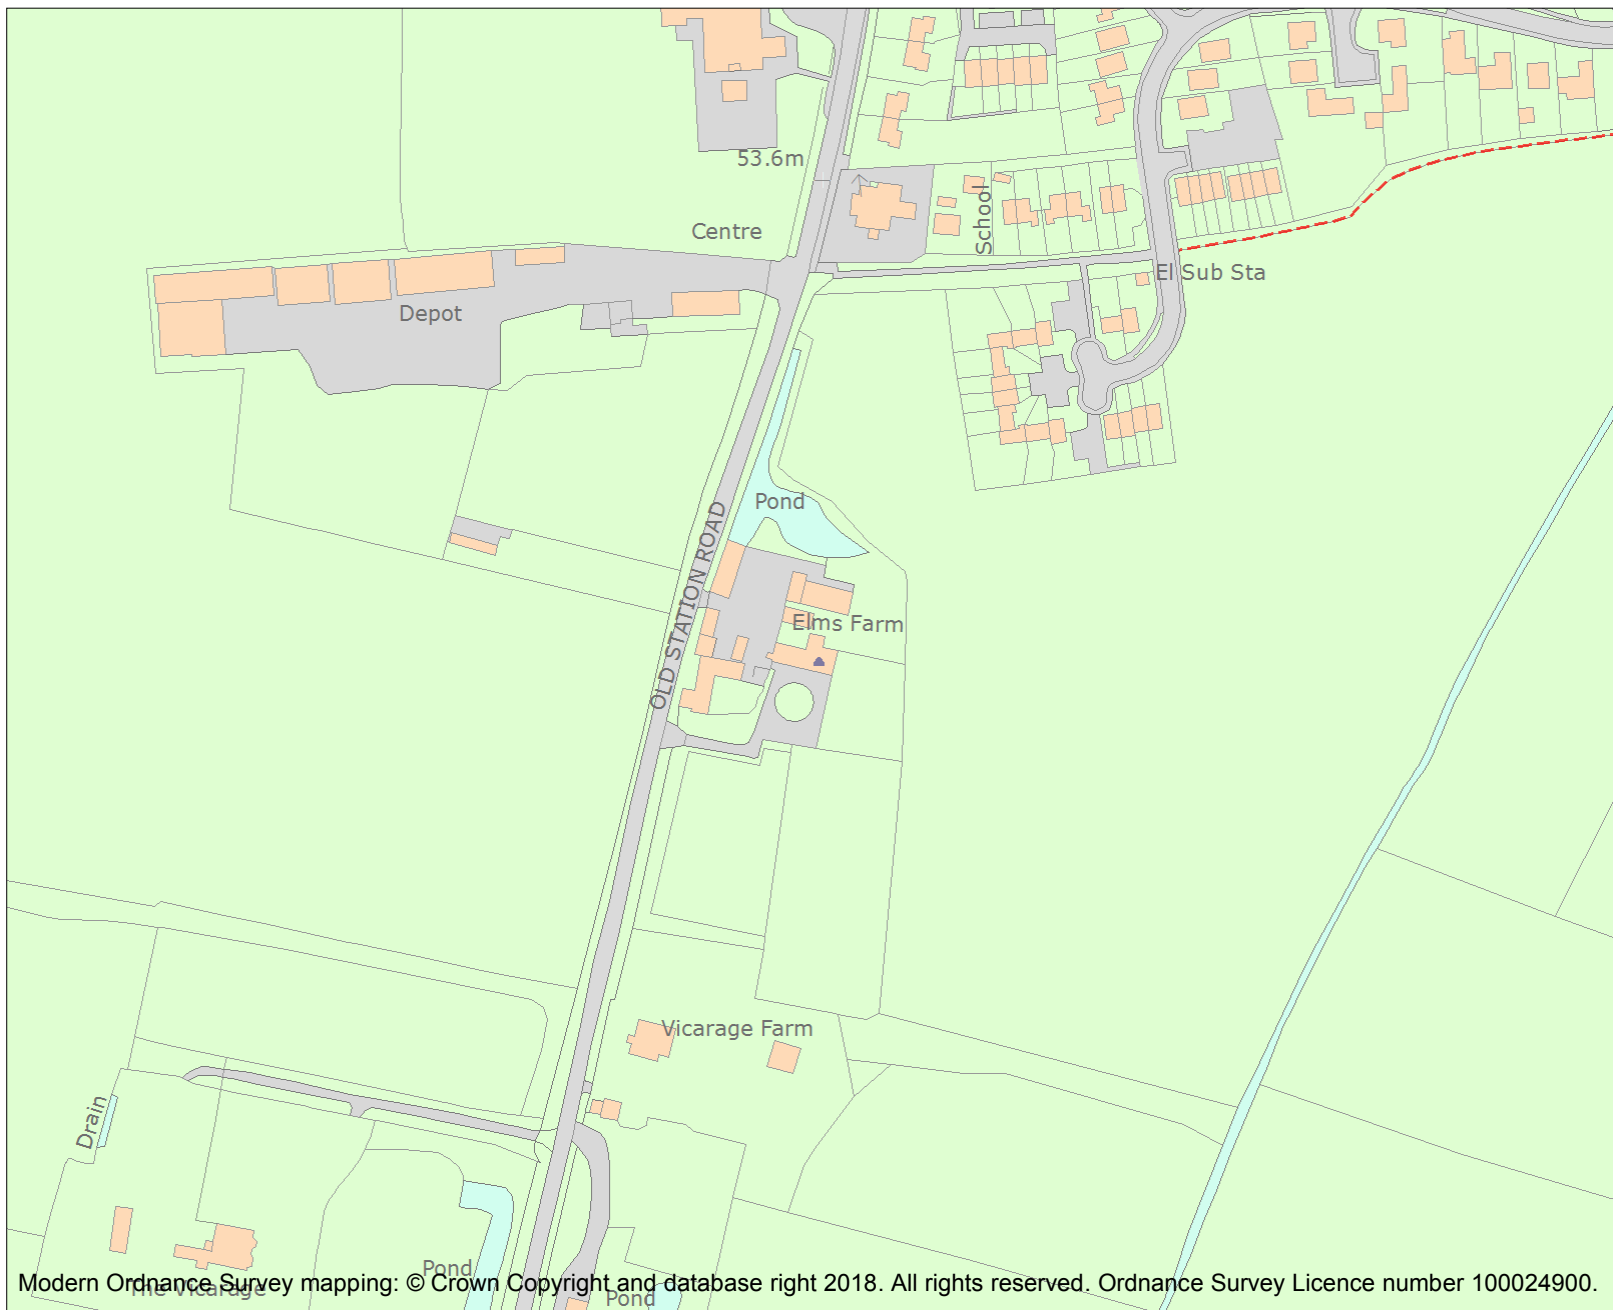 53.6m
Centre
School
El Sub Sta
Depot
Pond
OLD STATION ROAD
Elms Farm
Vicarage Farm
Drain
Pond
The Vicarage
Pond
Modern Ordnance Survey mapping: © Crown Copyright and database right 2018. All rights reserved. Ordnance Survey Licence number 100024900.